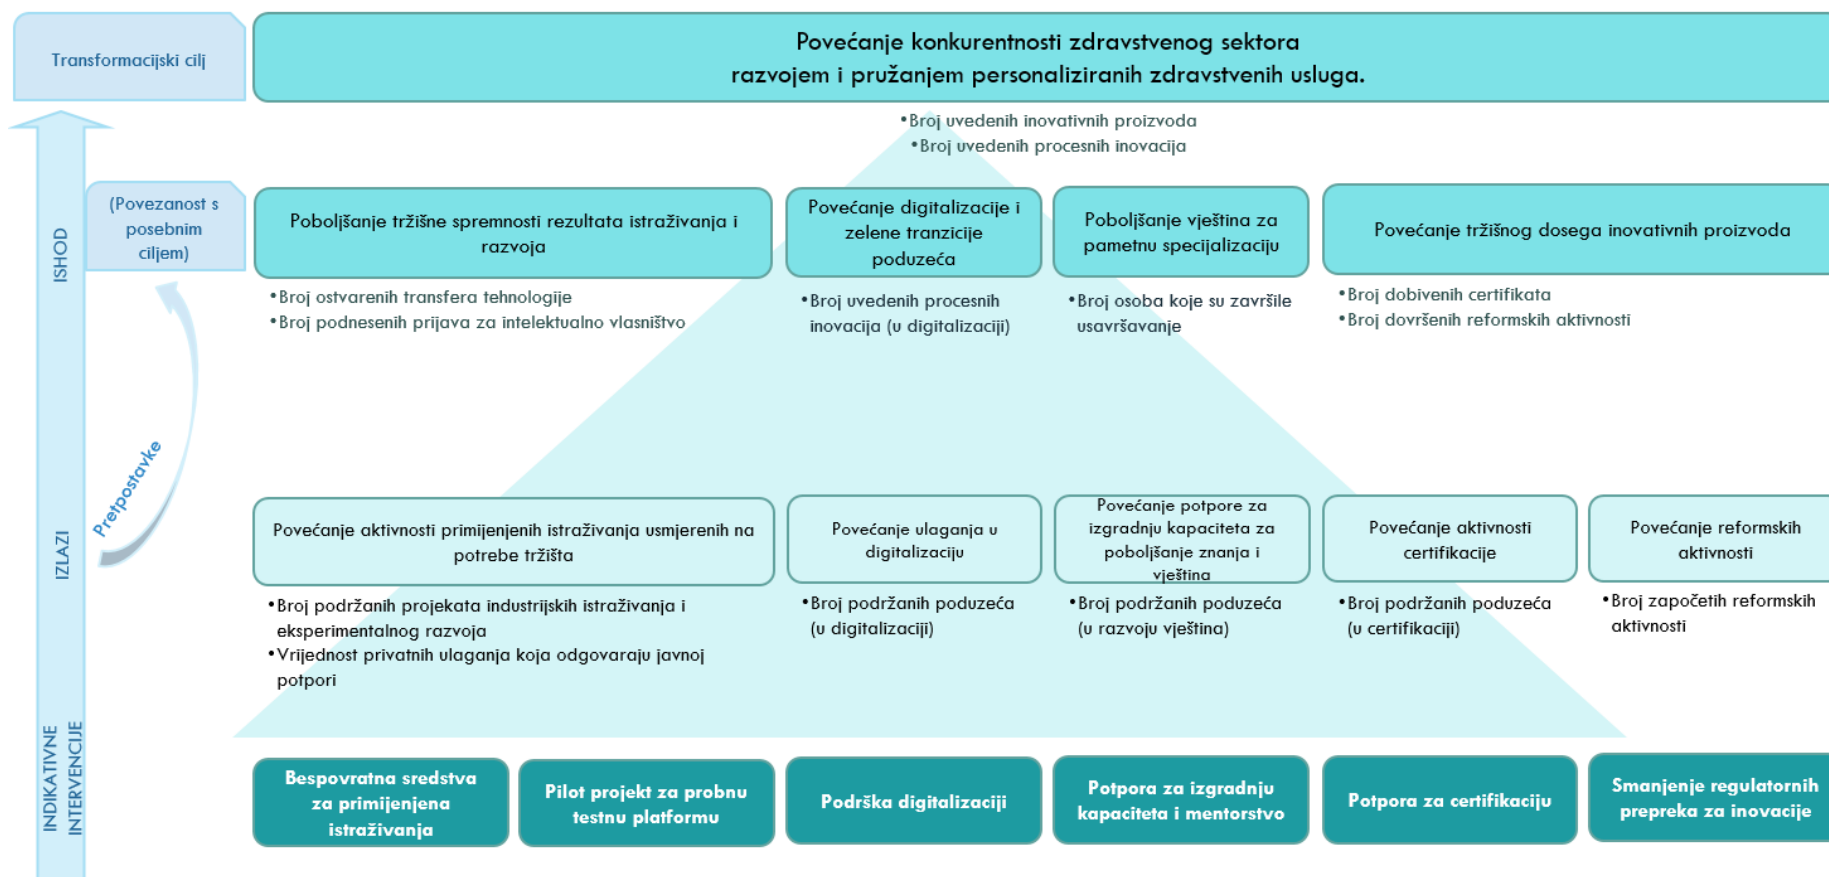 Transformacijski cilj
Povećanje konkurentnosti zdravstvenog sektora
razvojem i pružanjem personaliziranih zdravstvenih usluga.
•Broj uvedenih inovativnih proizvoda
•Broj uvedenih procesnih inovacija
ISHOD
(Povezanost s
posebnim
ciljem)
Poboljšanje tržišne spremnosti rezultata istraživanja i
razvoja
•Broj ostvarenih transfera tehnologije
•Broj podnesenih prijava za intelektualno vlasništvo
Povećanje digitalizacije i
zelene tranzicije
poduzeća
•Broj uvedenih procesnih
inovacija (u digitalizaciji)
Poboljšanje vještina za
pametnu specijalizaciju
•Broj osoba koje su završile
usavršavanje
Povećanje tržišnog dosega inovativnih proizvoda
•Broj dobivenih certifikata
•Broj dovršenih reformskih aktivnosti
Pretpostavke
IZLAZI
Povećanje aktivnosti primijenjenih istraživanja usmjerenih na
potrebe tržišta
•Broj podržanih projekata industrijskih istraživanja i
eksperimentalnog razvoja
•Vrijednost privatnih ulaganja koja odgovaraju javnoj
potpori
Povećanje ulaganja u
digitalizaciju
•Broj podržanih poduzeća
(u digitalizaciji)
Povećanje potpore za
izgradnju kapaciteta za
poboljšanje znanja i
vještina
•Broj podržanih poduzeća
(u razvoju vještina)
Povećanje aktivnosti
certifikacije
•Broj podržanih poduzeća
(u certifikaciji)
Povećanje reformskih
aktivnosti
•Broj započetih reformskih
aktivnosti
INDIKATIVNE
INTERVENCIJE
Bespovratna sredstva
za primijenjena
istraživanja
Pilot projekt za probnu
testnu platformu
Podrška digitalizaciji
Potpora za izgradnju
kapaciteta i mentorstvo
Potpora za certifikaciju
Smanjenje regulatornih
prepreka za inovacije